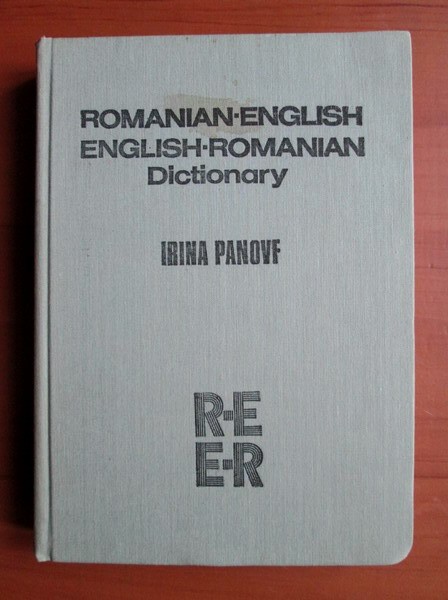 ROMANIAN-ENGLISH
ENGLISH-ROMANIAN
Dictionary
IRINA PANOVF
R-E
E-R